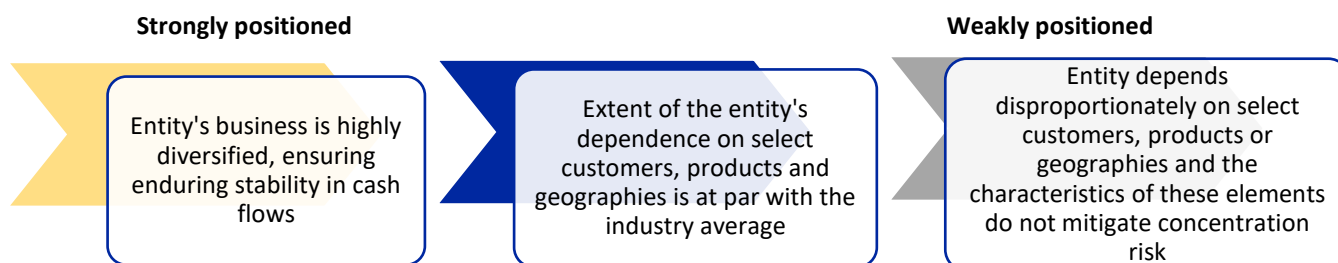 Strongly positioned
Weakly positioned
Entity's business is highly
diversified, ensuring
enduring stability in cash
flows
Extent of the entity's
dependence on select
customers, products and
geographies is at par with the
industry average
Entity depends
disproportionately on select
customers, products or
geographies and the
characteristics of these elements
do not mitigate concentration
risk